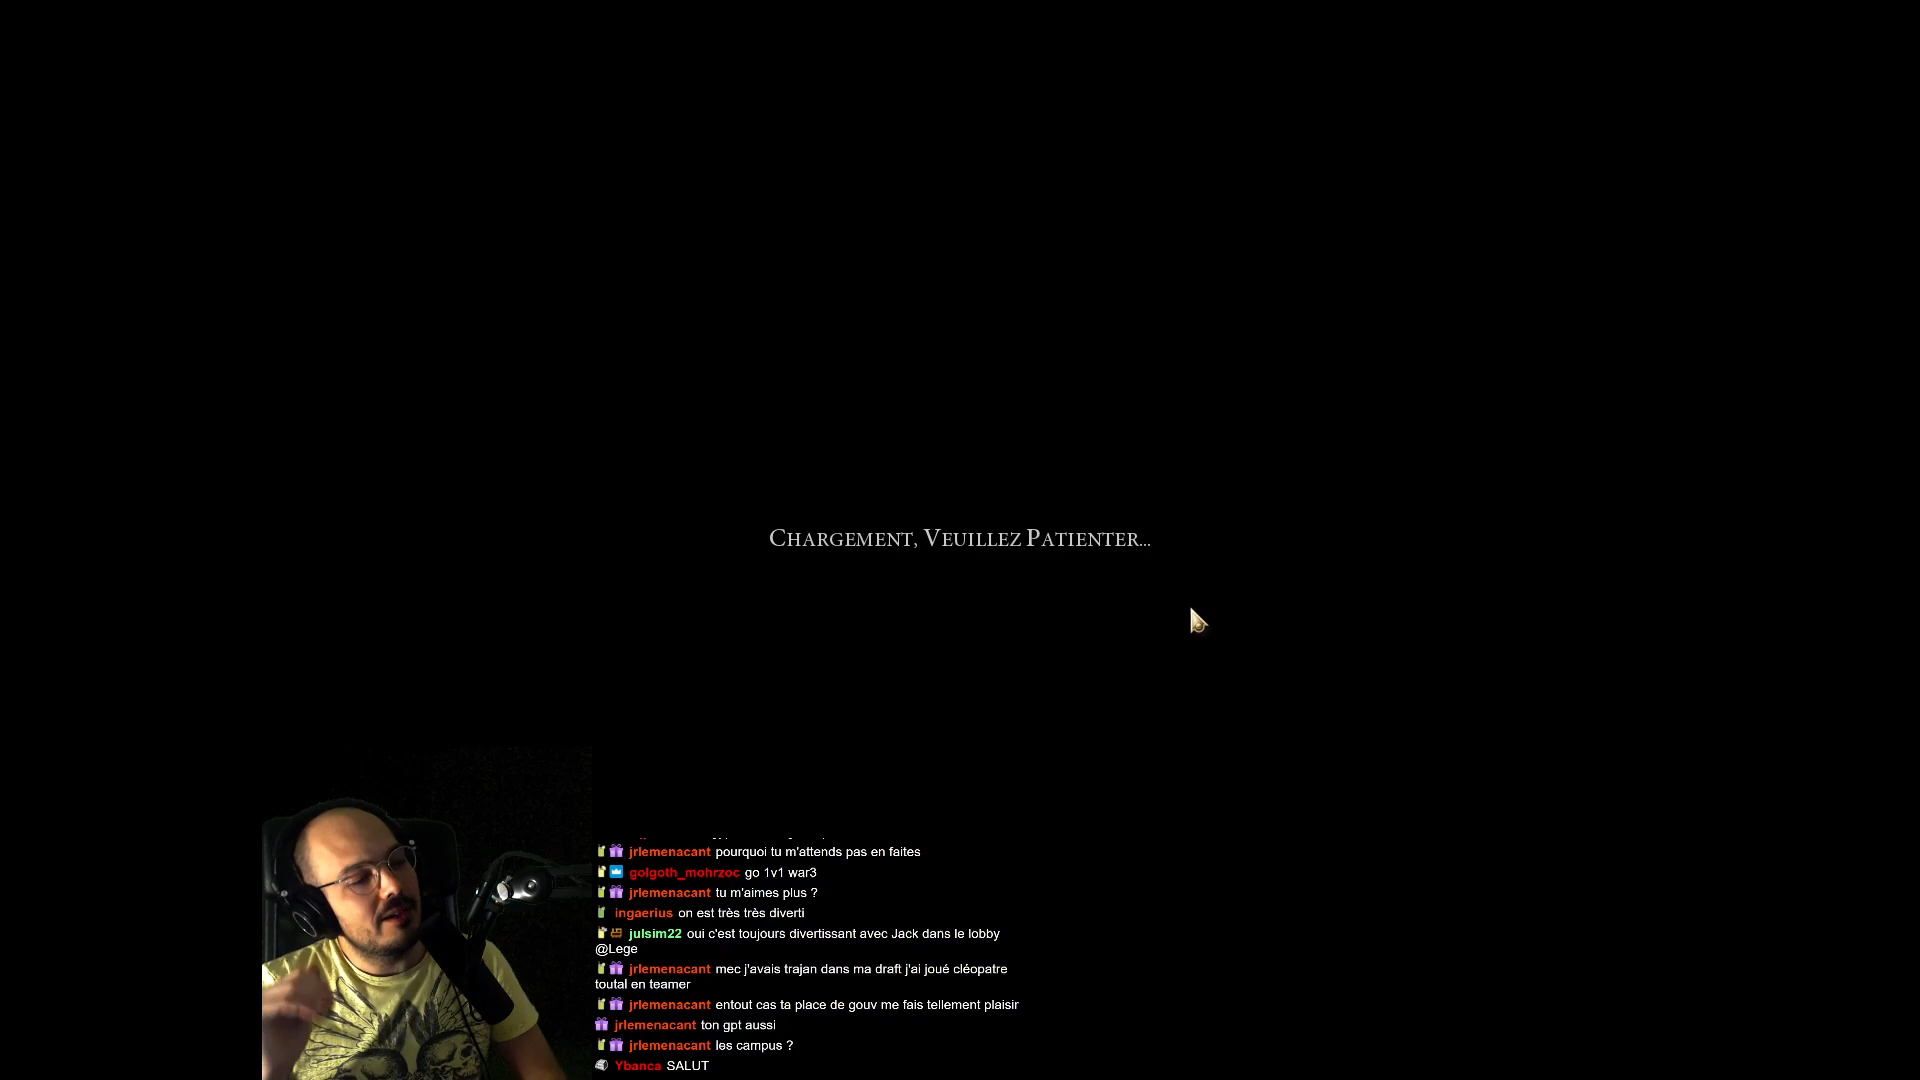 Chargement, Veuillez Patienter...
jrlemenacant pourquoi tu m'attends pas en faites
golgoth_mohrzoc go 1v1 war3
jrlemenacant tu m'aimes plus ?
ingaerius on est très très diverti
julsim22 oui c'est toujours divertissant avec Jack dans le lobby
@Lege
jrlemenacant mec j'avais trajan dans ma draft j'ai joué cléopatre
toutal en teamer
jrlemenacant entout cas ta place de gouv me fais tellement plaisir
jrlemenacant ton gpt aussi
jrlemenacant les campus ?
Ybanca SALUT